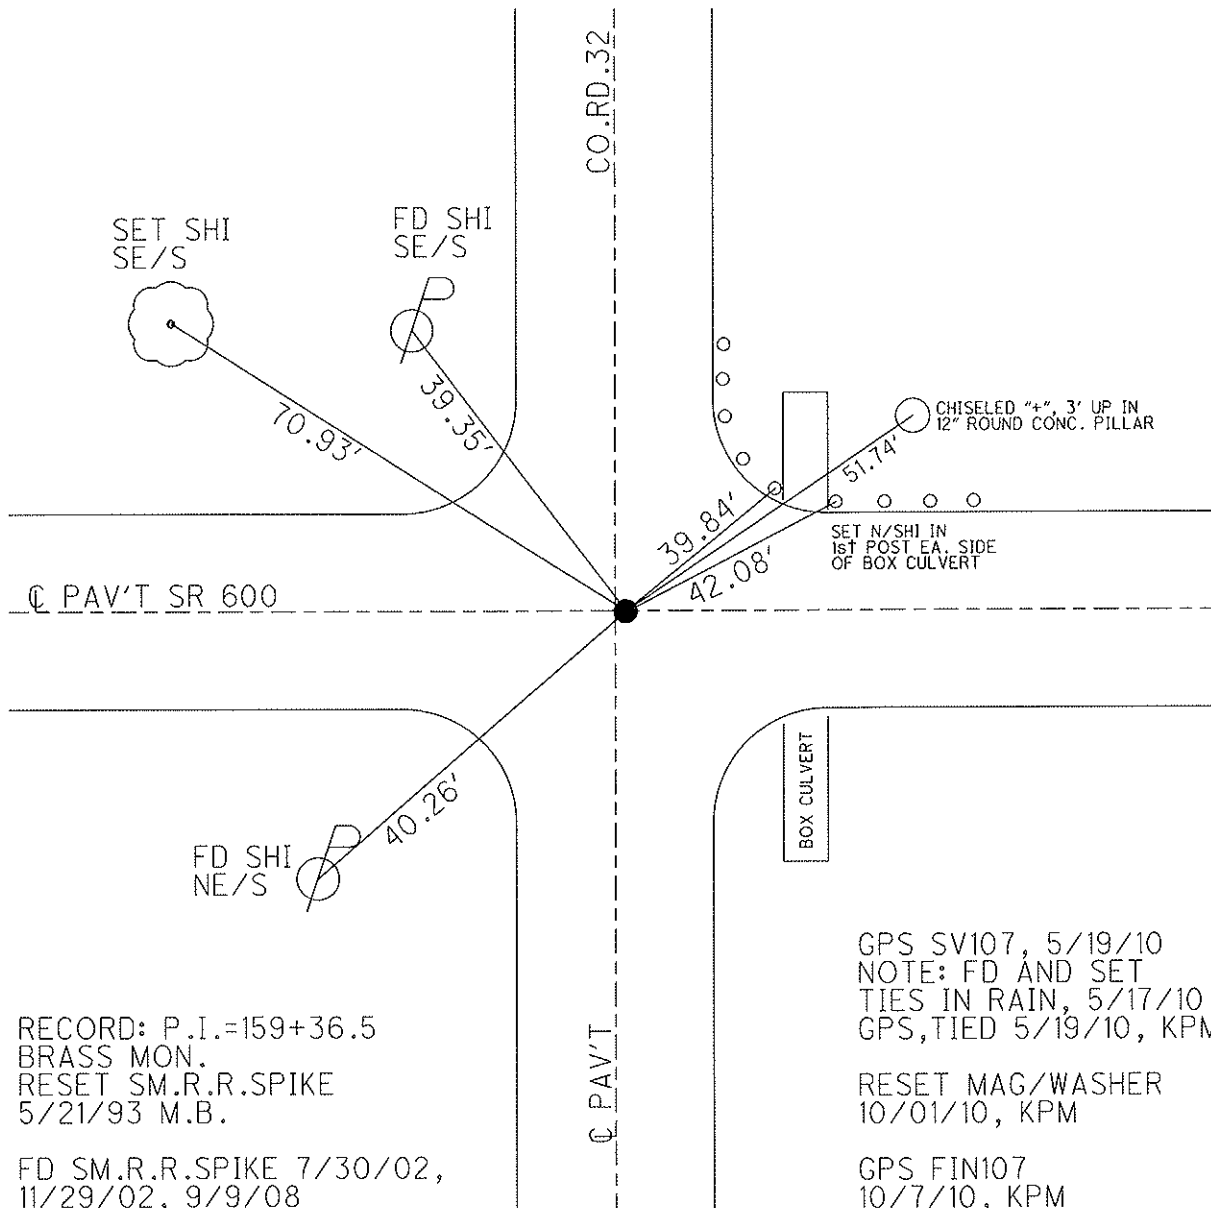 CO.RD.32
SET SHI
SE/S
FD SHI
SE/S
70.93'
39.35'
CHISELED "+", 3' UP IN
12" ROUND CONC. PILLAR
51.74'
39.84'
42.08'
SET N/SHI IN
1st POST EA. SIDE
OF BOX CULVERT
℄ PAV'T SR 600
40.26'
FD SHI
NE/S
BOX CULVERT
℄ PAV'T
RECORD: P.I.=159+36.5
BRASS MON.
RESET SM.R.R.SPIKE
5/21/93 M.B.
FD SM.R.R.SPIKE 7/30/02,
11/29/02, 9/9/08
GPS SV107, 5/19/10
NOTE: FD AND SET
TIES IN RAIN, 5/17/10
GPS,TIED 5/19/10, KPM
RESET MAG/WASHER
10/01/10, KPM
GPS FIN107
10/7/10, KPM